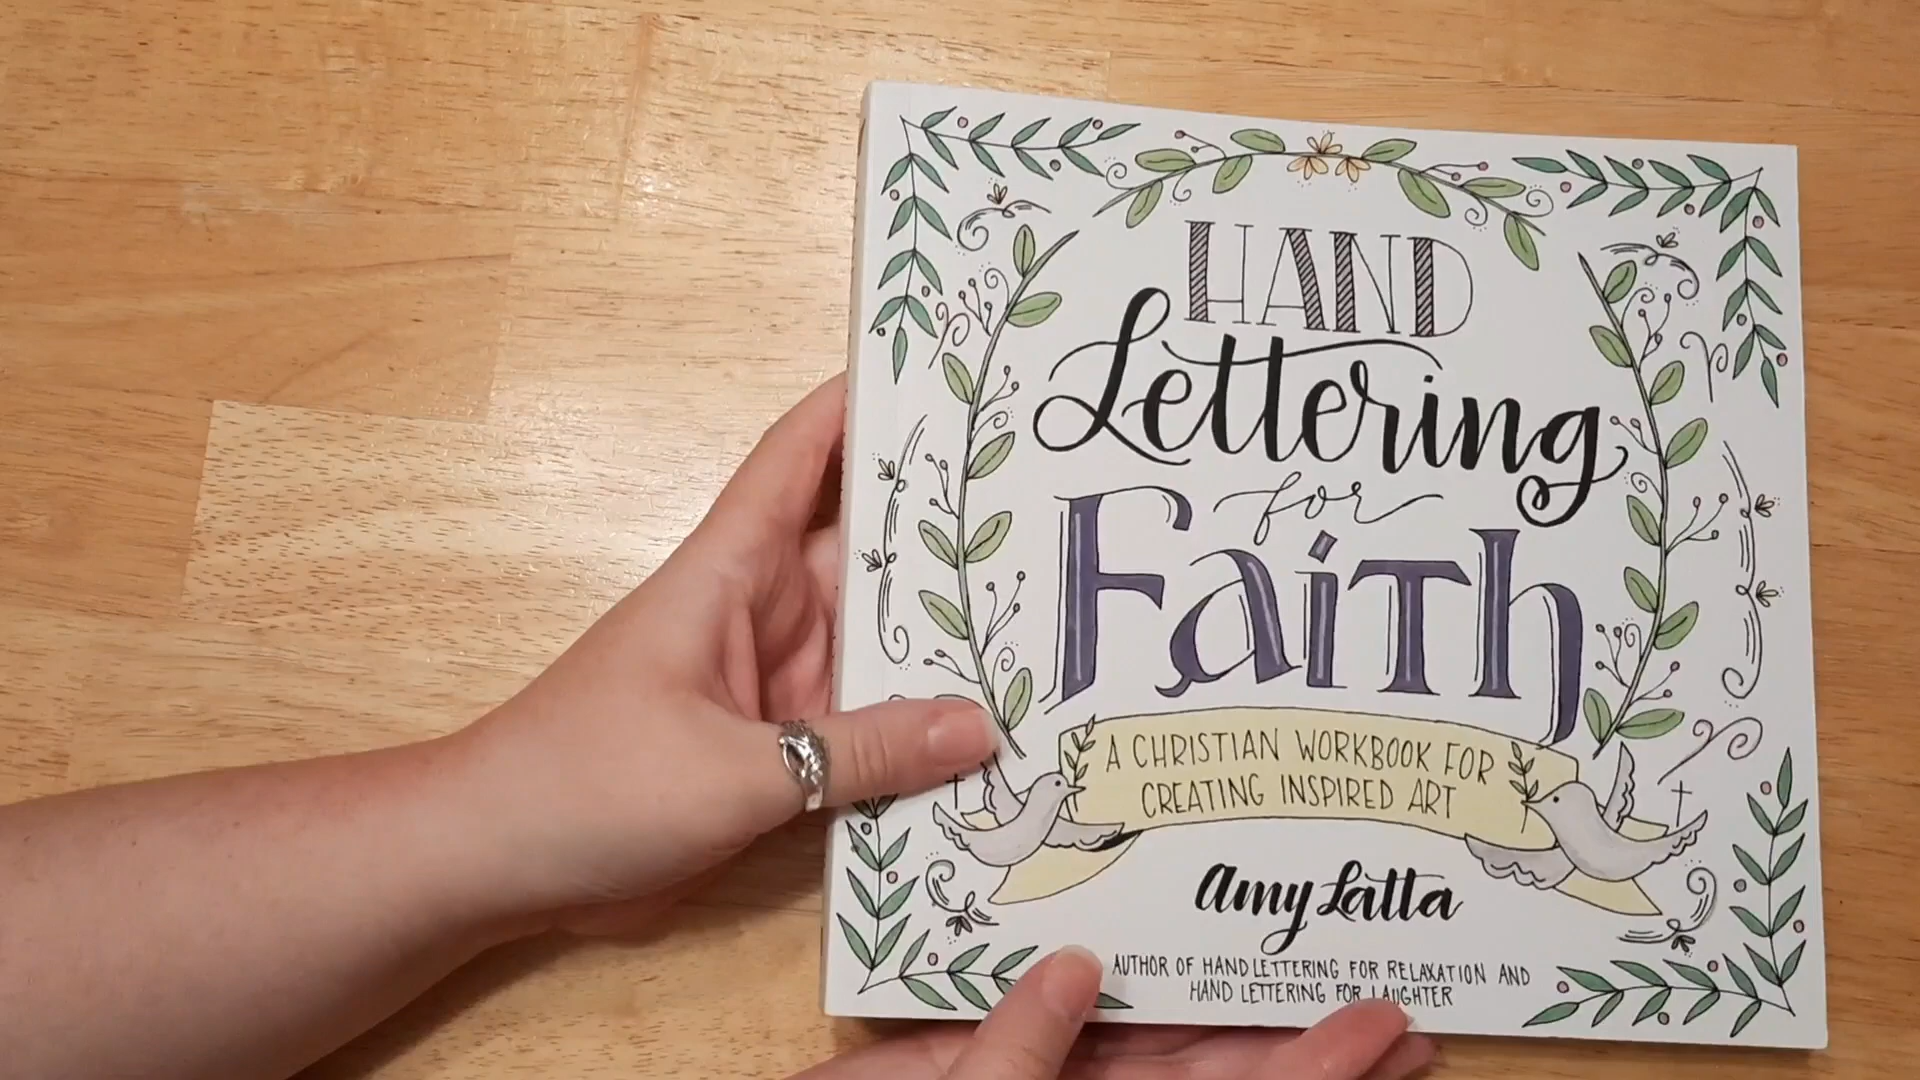 HAND
Lettering
for
Faith
A CHRISTIAN WORKBOOK FOR
CREATING INSPIRED ART
Amy Latta
AUTHOR OF HAND LETTERING FOR RELAXATION AND
HAND LETTERING FOR LAUGHTER